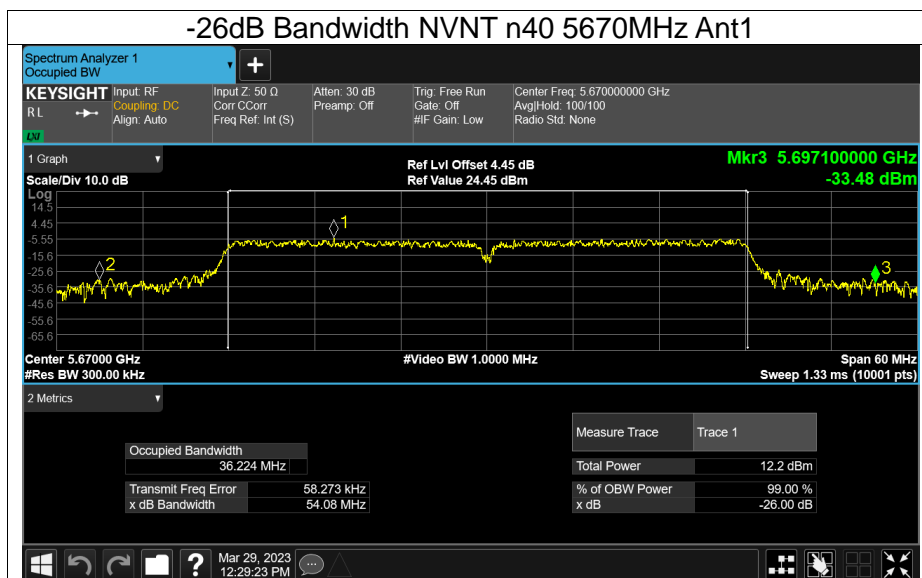 -26dB Bandwidth NVNT n40 5670MHz Ant1
Spectrum Analyzer 1
Occupied BW
+
KEYSIGHT
R L
LXI
Input: RF
Coupling: DC
Align: Auto
Input Z: 50 Ω
Corr CCorr
Freq Ref: Int (S)
Atten: 30 dB
Preamp: Off
Trig: Free Run
Gate: Off
#IF Gain: Low
Center Freq: 5.670000000 GHz
Avg|Hold: 100/100
Radio Std: None
1 Graph
Scale/Div 10.0 dB
Ref Lvl Offset 4.45 dB
Ref Value 24.45 dBm
Mkr3 5.697100000 GHz
-33.48 dBm
Log
14.5
4.45
-5.55
-15.6
-25.6
-35.6
-45.6
-55.6
-65.6
1
2
3
Center 5.67000 GHz
#Res BW 300.00 kHz
#Video BW 1.0000 MHz
Span 60 MHz
Sweep 1.33 ms (10001 pts)
2 Metrics
Measure Trace Trace 1
Occupied Bandwidth
36.224 MHz
Total Power 12.2 dBm
Transmit Freq Error 58.273 kHz
% of OBW Power 99.00 %
x dB Bandwidth 54.08 MHz
x dB -26.00 dB
?
Mar 29, 2023
12:29:23 PM